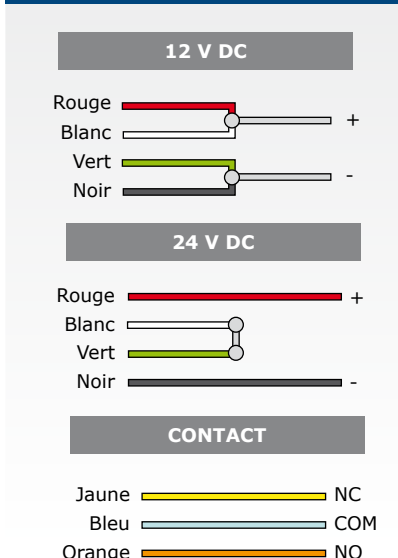 12 V DC
Rouge
Blanc
+
Vert
Noir
-
24 V DC
Rouge +
Blanc
Vert
Noir -
CONTACT
Jaune NC
Bleu COM
Orange NO